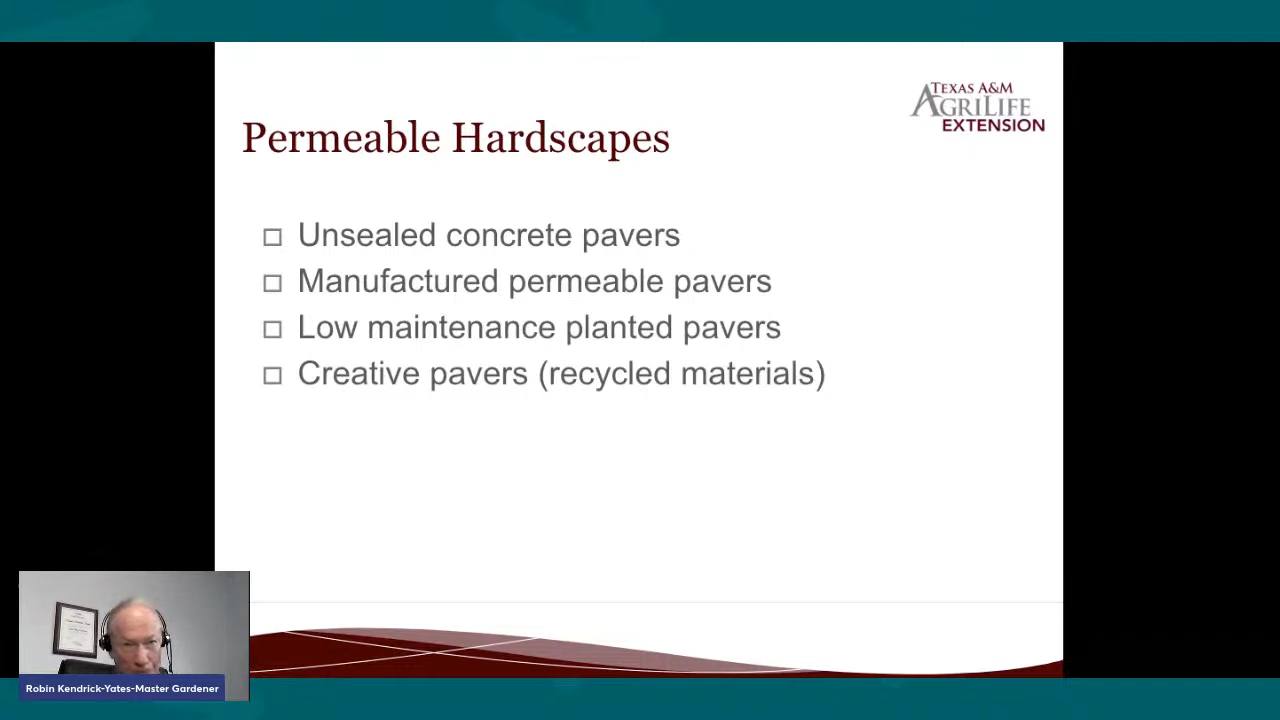 TEXAS A&M
AGRILIFE
EXTENSION
Permeable Hardscapes
Unsealed concrete pavers
Manufactured permeable pavers
Low maintenance planted pavers
Creative pavers (recycled materials)
Robin Kendrick-Yates-Master Gardener